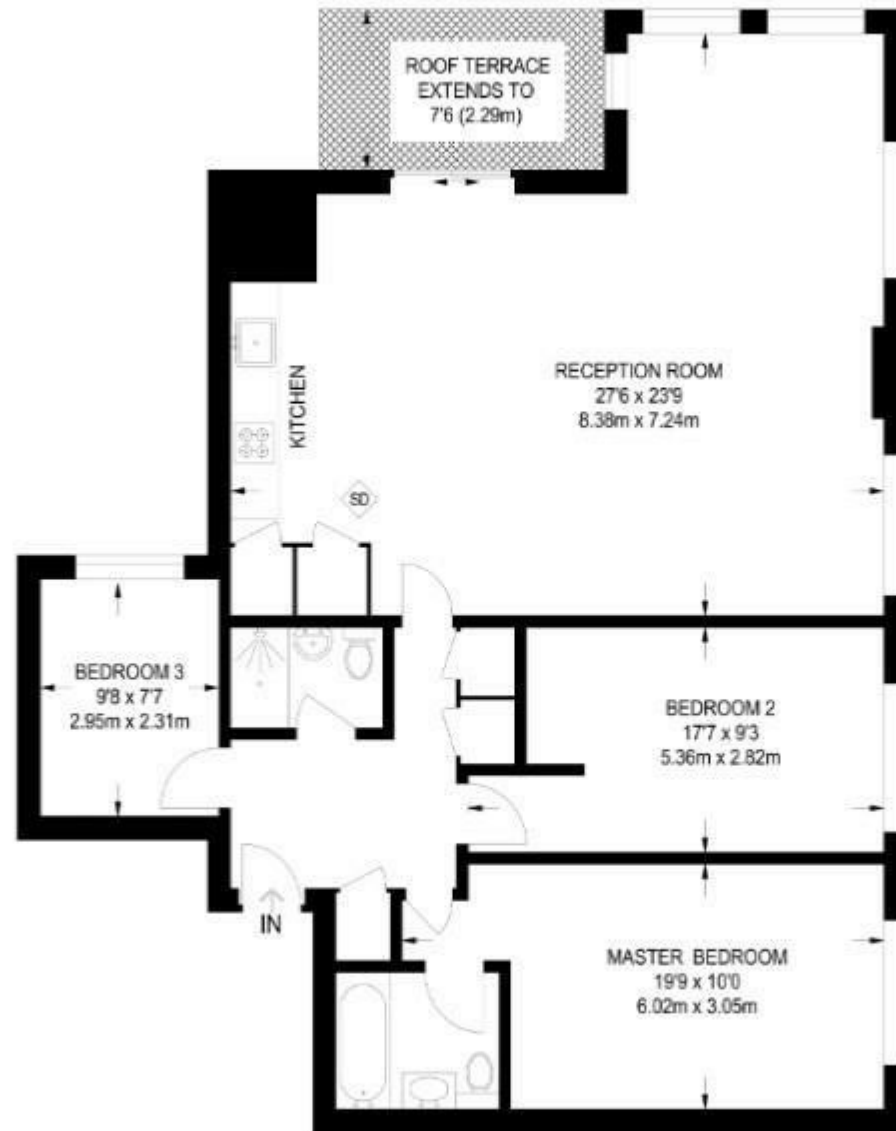 ROOF TERRACE
EXTENDS TO
7'6 (2.29m)
RECEPTION ROOM
27'6 x 23'9
8.38m x 7.24m
KITCHEN
SD
BEDROOM 3
9'8 x 7'7
2.95m x 2.31m
BEDROOM 2
17'7 x 9'3
5.36m x 2.82m
IN
MASTER BEDROOM
19'9 x 10'0
6.02m x 3.05m